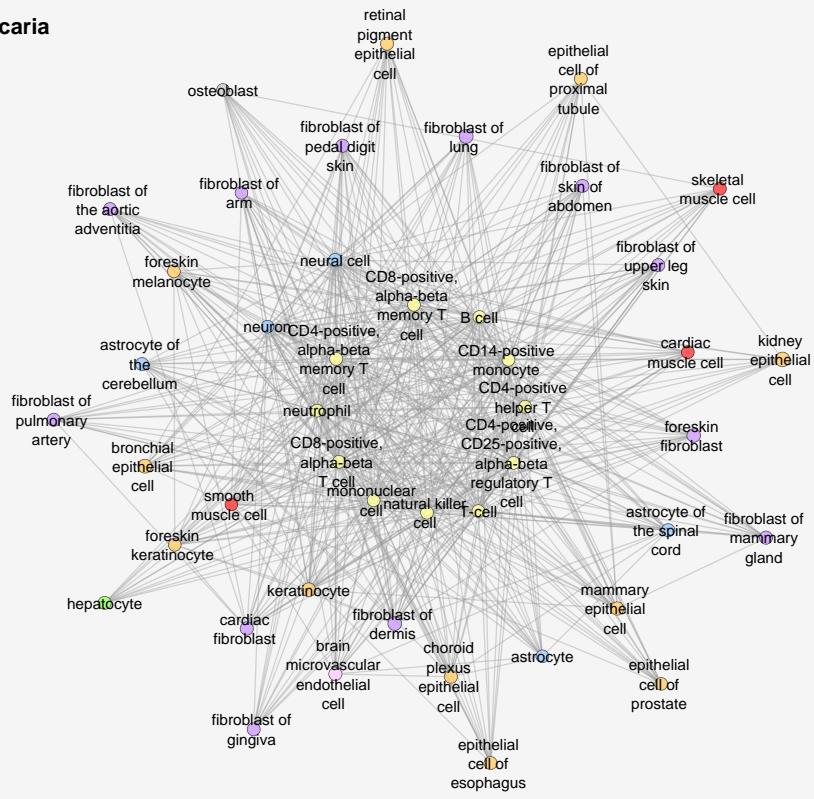 caria
retinal
pigment
epithelial
cell
epithelial
cell of
proximal
tubule
osteoblast
fibroblast of
pedal digit
skin
fibroblast of
lung
fibroblast of
skin of
abdomen
skeletal
muscle cell
fibroblast of
the aortic
adventitia
fibroblast of
arm
fibroblast of
upper leg
skin
foreskin
melanocyte
neural cell
CD8-positive,
alpha-beta
memory T
cell
B cell
neuron
CD4-positive,
alpha-beta
memory T
cell
CD14-positive
monocyte
cardiac
muscle cell
kidney
epithelial
cell
astrocyte of
the
cerebellum
CD4-positive
helper T
cell
fibroblast of
pulmonary
artery
neutrophil
CD4-positive,
CD25-positive,
alpha-beta
regulatory T
cell
foreskin
fibroblast
bronchial
epithelial
cell
CD8-positive,
alpha-beta
T cell
smooth
muscle cell
mononuclear
cell
natural killer
cell
T-cell
astrocyte of
the spinal
cord
fibroblast of
mammary
gland
foreskin
keratinocyte
hepatocyte
keratinocyte
mammary
epithelial
cell
cardiac
fibroblast
fibroblast of
dermis
brain
microvascular
endothelial
cell
choroid
plexus
epithelial
cell
astrocyte
epithelial
cell of
prostate
fibroblast of
gingiva
epithelial
cell of
esophagus